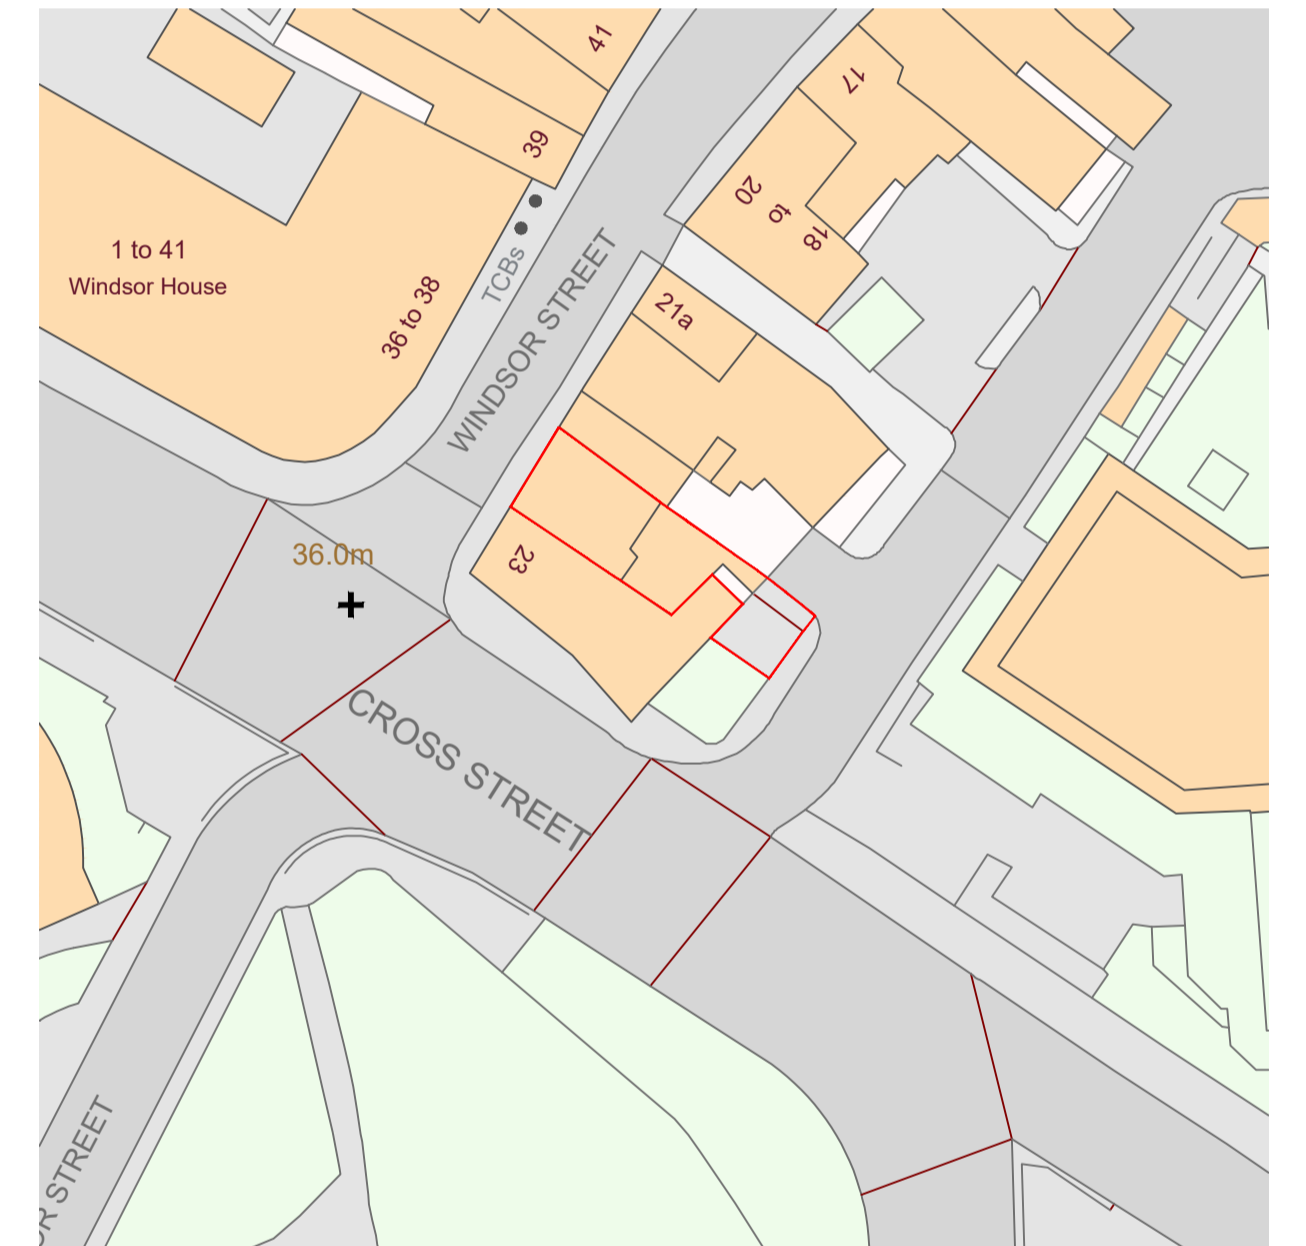 41
39
17
20
to
18
1 to 41
Windsor House
36 to 38
TCBs
WINDSOR STREET
21a
23
36.0m
CROSS STREET
OR STREET